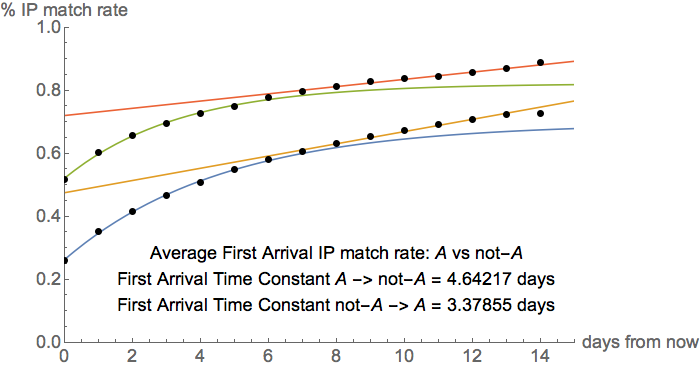 % IP match rate
1.0
0.8
0.6
0.4
0.2
0.0
Average First Arrival IP match rate: A vs not−A
First Arrival Time Constant A −> not−A = 4.64217 days
First Arrival Time Constant not−A −> A = 3.37855 days
0 2 4 6 8 10 12 14 days from now